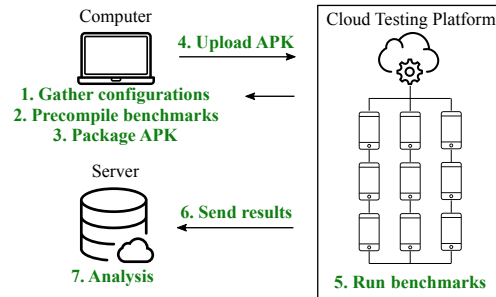 Computer
4. Upload APK
Cloud Testing Platform
1. Gather configurations
2. Precompile benchmarks
3. Package APK
Server
6. Send results
7. Analysis
5. Run benchmarks